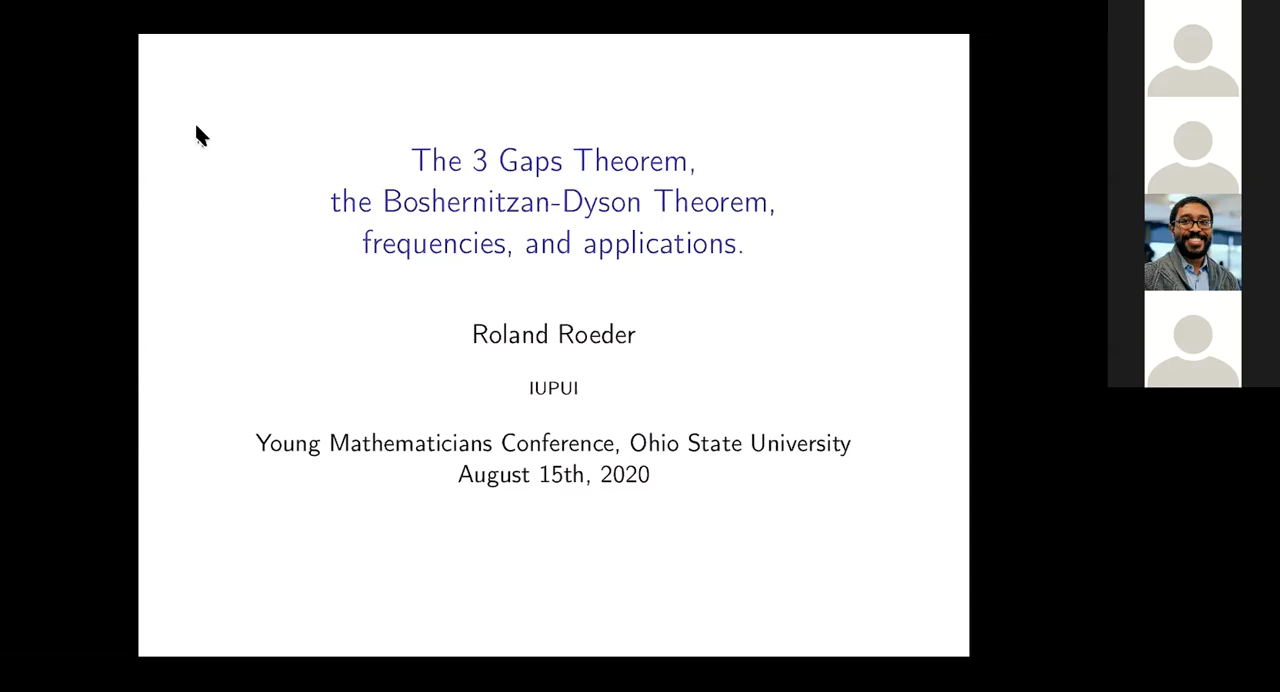 The 3 Gaps Theorem,
the Boshernitzan-Dyson Theorem,
frequencies, and applications.
Roland Roeder
IUPUI
Young Mathematicians Conference, Ohio State University
August 15th, 2020